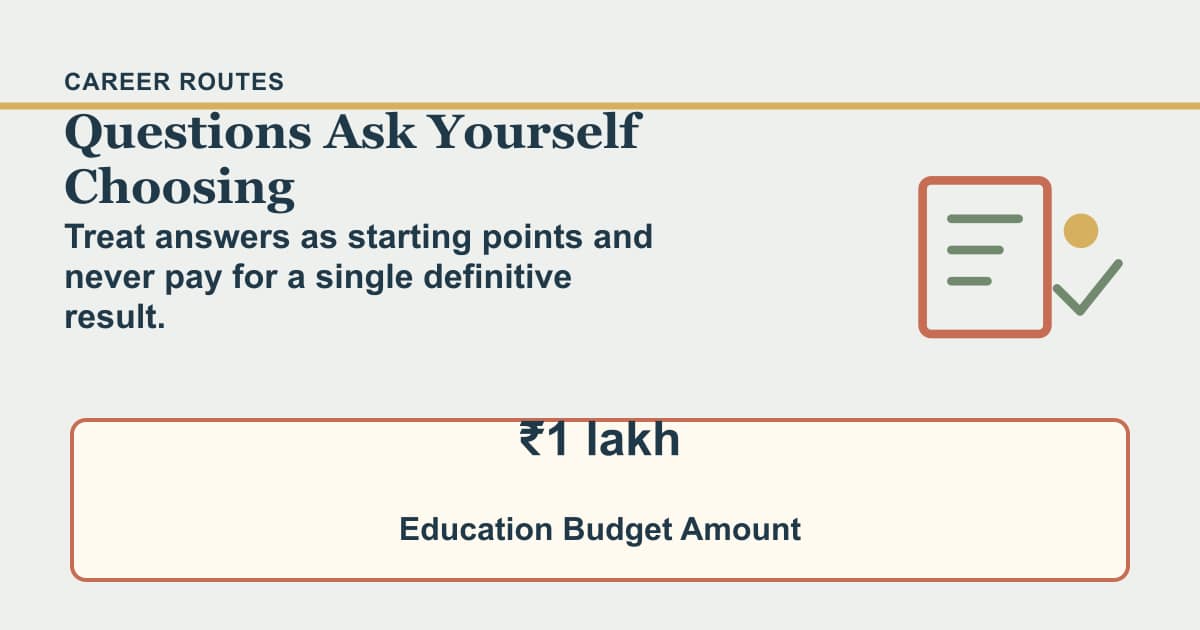 CAREER ROUTES
Questions Ask Yourself
Choosing
Treat answers as starting points and
never pay for a single definitive
result.
₹1 lakh
Education Budget Amount